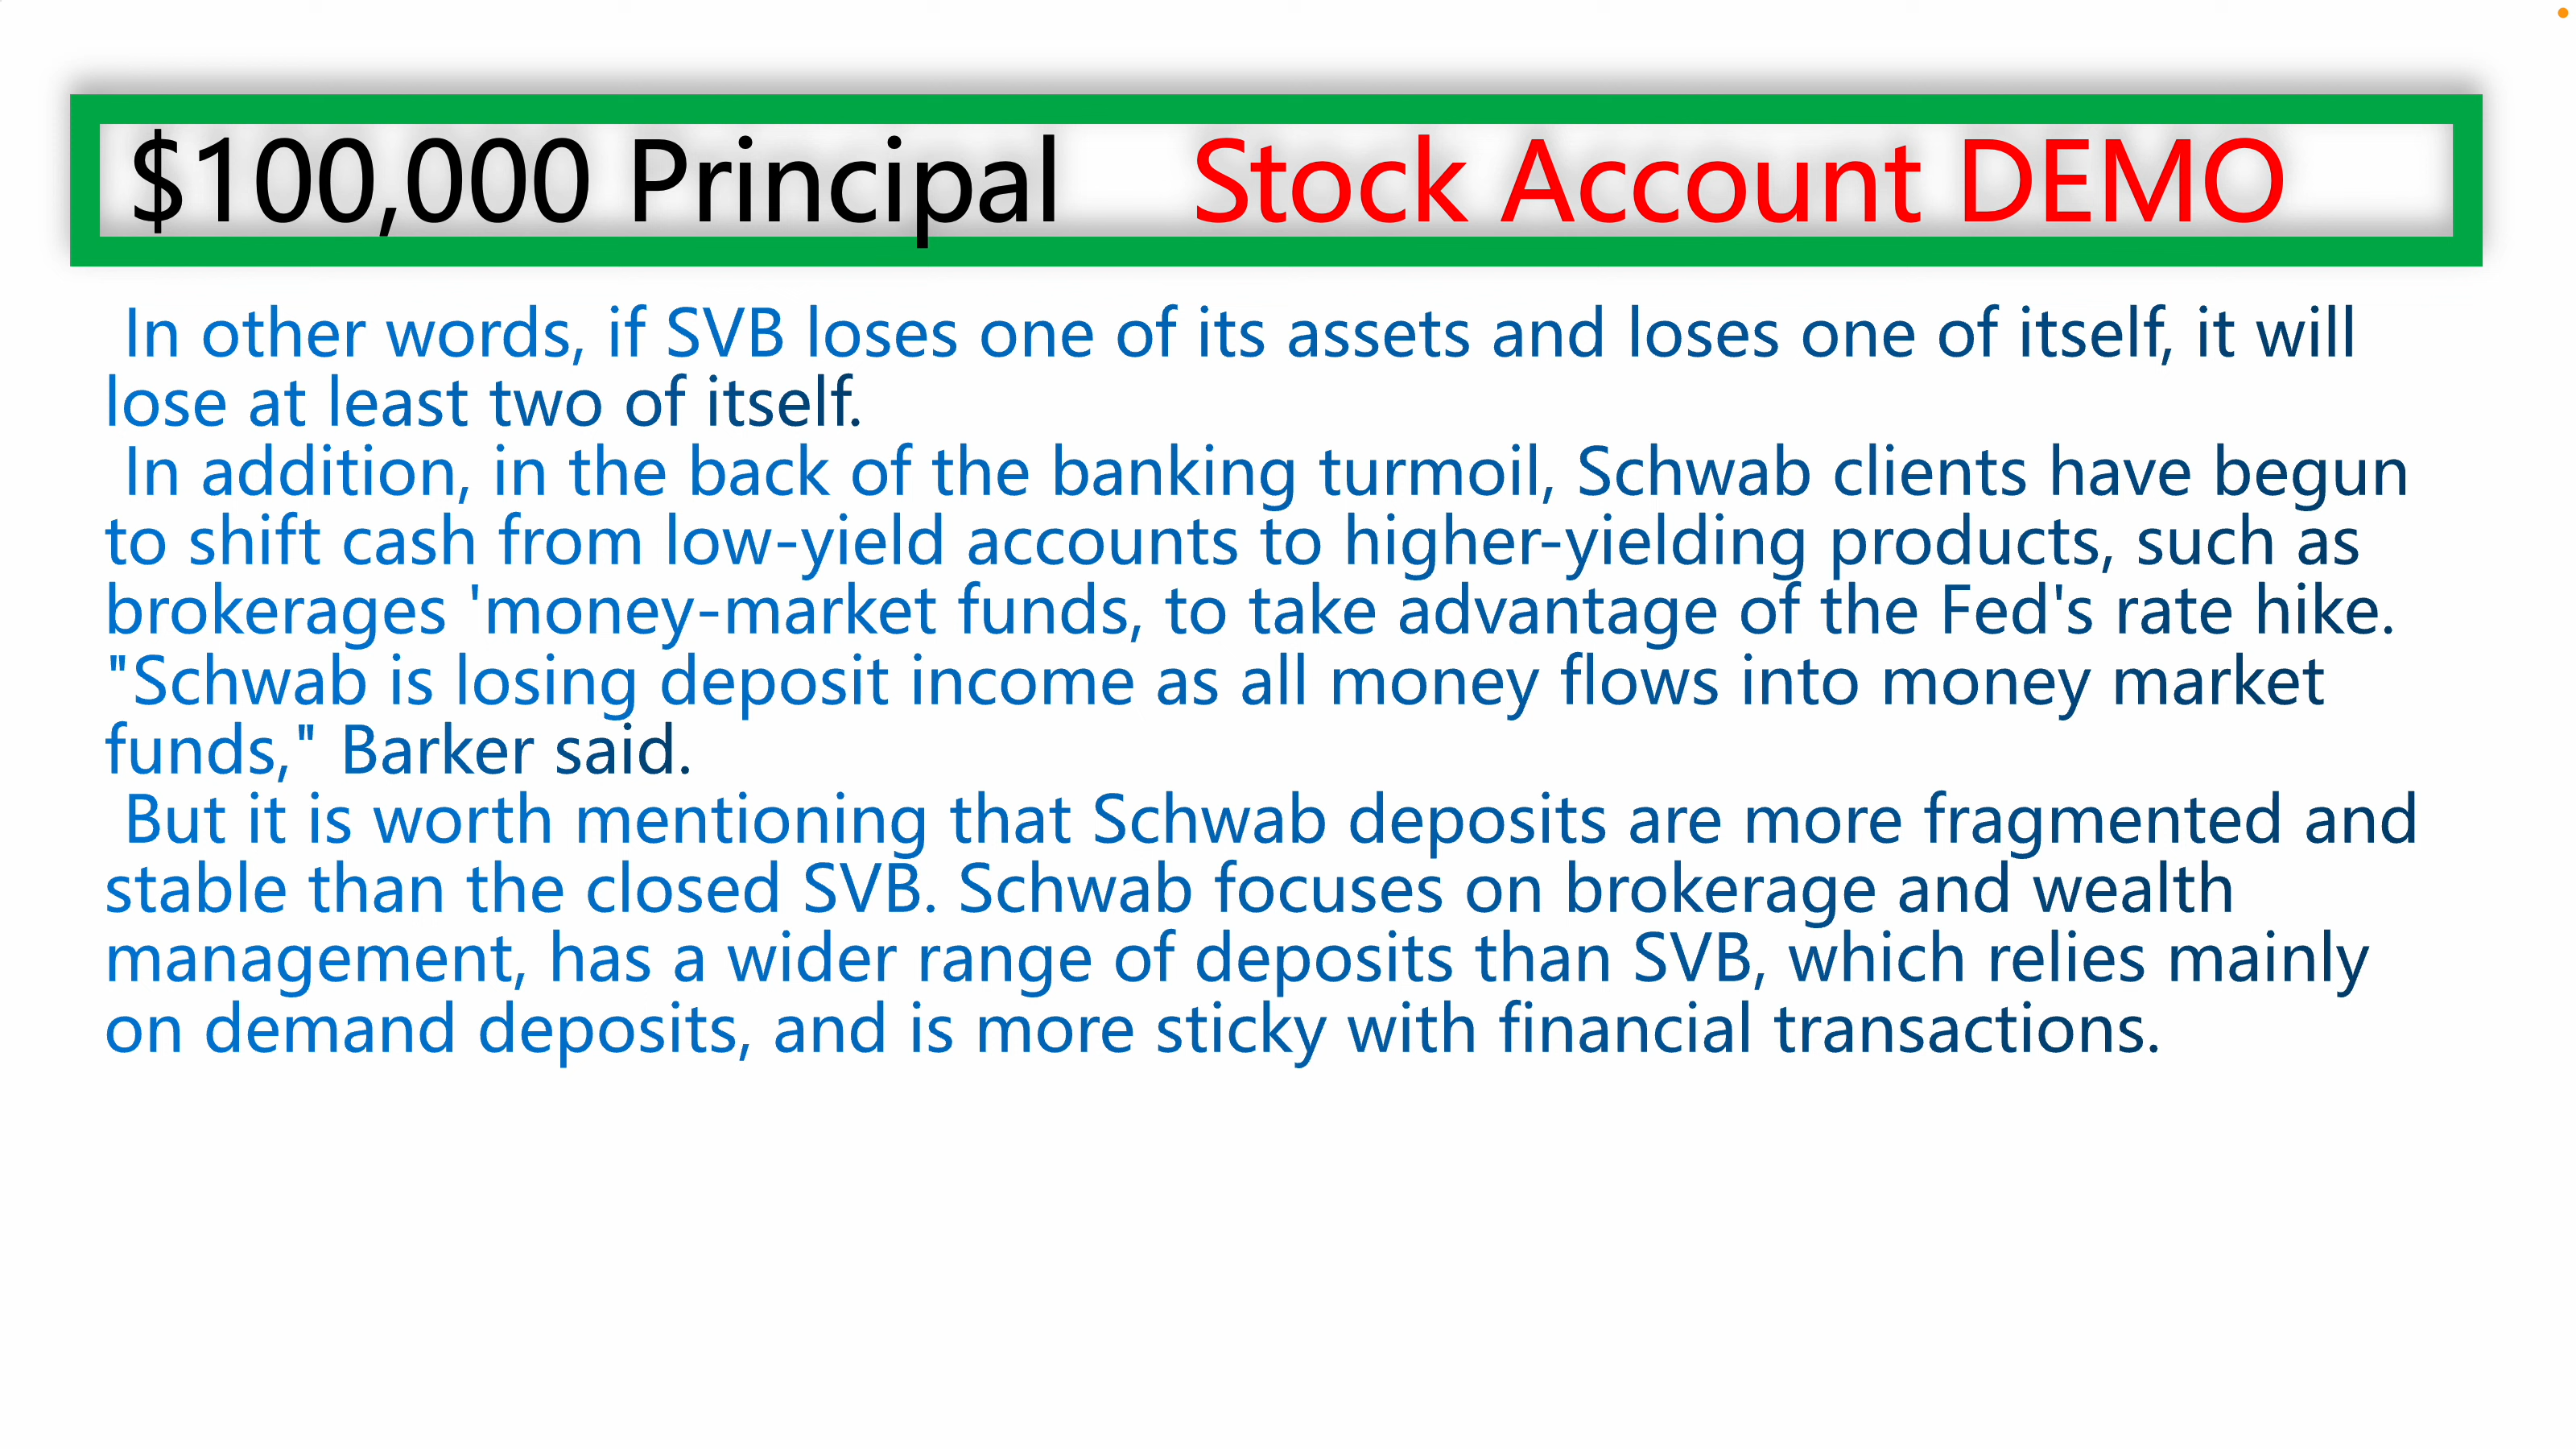 $100,000 Principal Stock Account DEMO
In other words, if SVB loses one of its assets and loses one of itself, it will
lose at least two of itself.
In addition, in the back of the banking turmoil, Schwab clients have begun
to shift cash from low-yield accounts to higher-yielding products, such as
brokerages 'money-market funds, to take advantage of the Fed's rate hike.
"Schwab is losing deposit income as all money flows into money market
funds," Barker said.
But it is worth mentioning that Schwab deposits are more fragmented and
stable than the closed SVB. Schwab focuses on brokerage and wealth
management, has a wider range of deposits than SVB, which relies mainly
on demand deposits, and is more sticky with financial transactions.